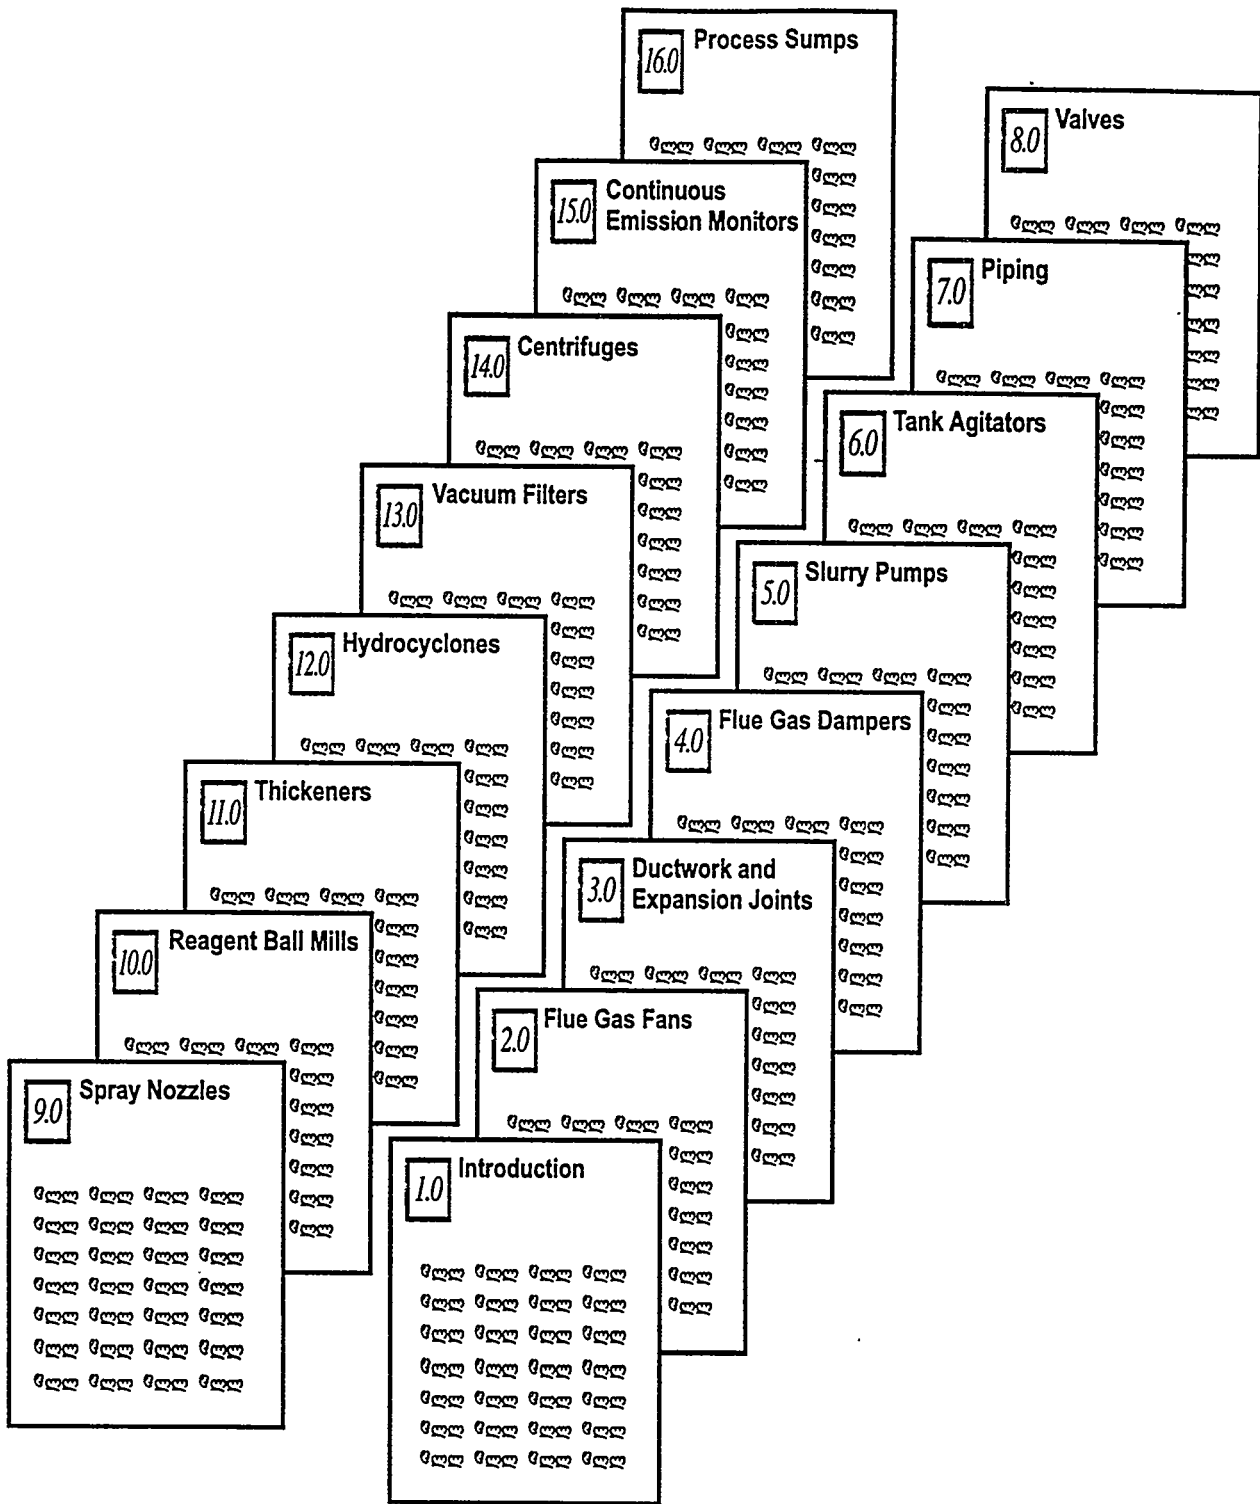 16.0
Process Sumps
8.0
Valves
15.0
Continuous
Emission Monitors
7.0
Piping
14.0
Centrifuges
6.0
Tank Agitators
13.0
Vacuum Filters
5.0
Slurry Pumps
12.0
Hydrocyclones
4.0
Flue Gas Dampers
11.0
Thickeners
3.0
Ductwork and
Expansion Joints
10.0
Reagent Ball Mills
2.0
Flue Gas Fans
9.0
Spray Nozzles
1.0
Introduction